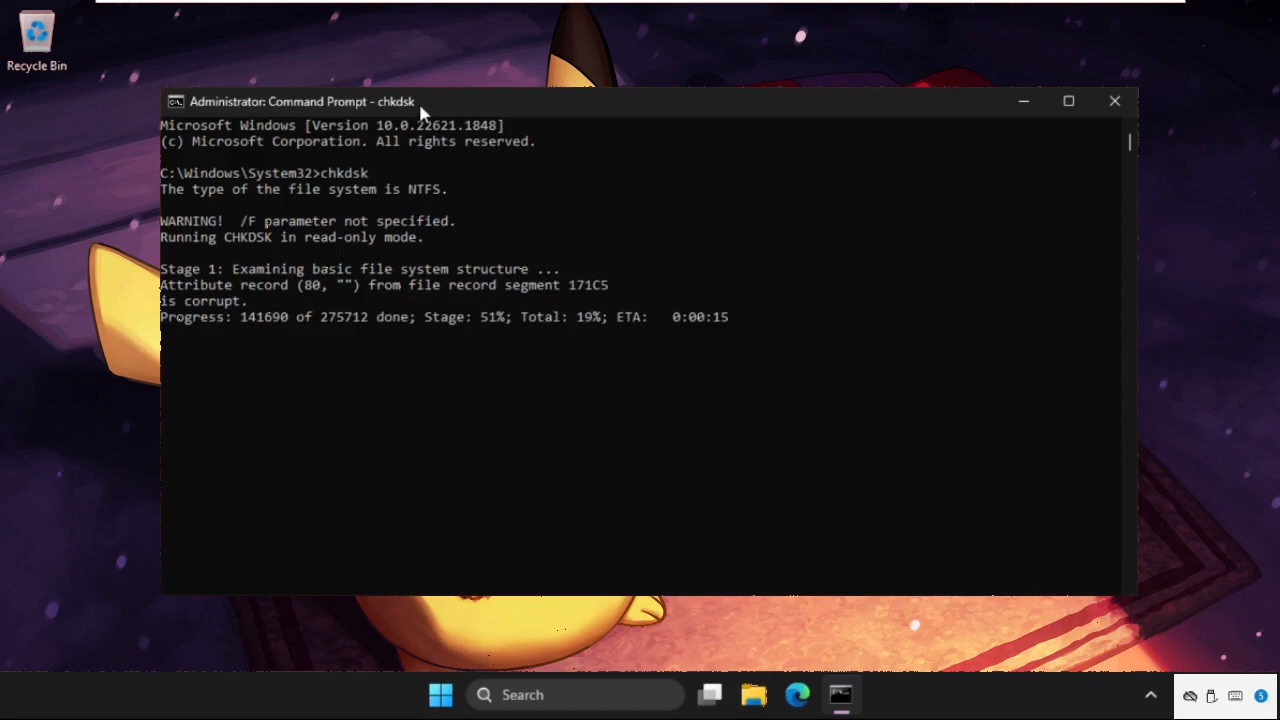 Recycle Bin
Administrator: Command Prompt - chkdsk
Microsoft Windows [Version 10.0.22621.1848]
(c) Microsoft Corporation. All rights reserved.
C:\Windows\System32>chkdsk
The type of the file system is NTFS.
WARNING!  /F parameter not specified.
Running CHKDSK in read-only mode.
Stage 1: Examining basic file system structure ...
Attribute record (80, "") from file record segment 171C5
is corrupt.
Progress: 141690 of 275712 done; Stage: 51%; Total: 19%; ETA:   0:00:15
Search
5